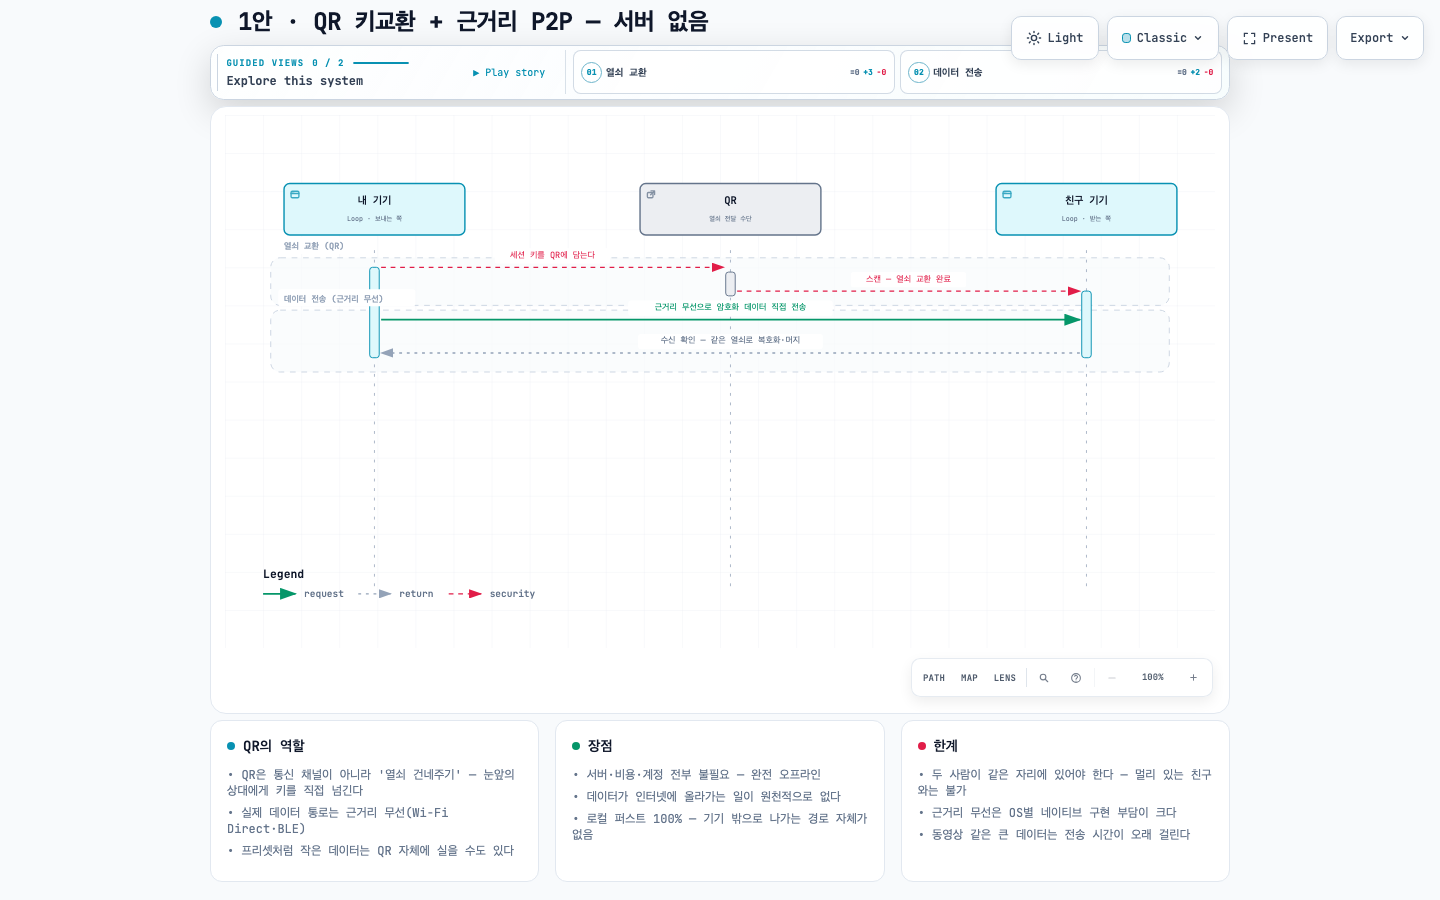 1안 · QR 키교환 + 근거리 P2P — 서버 없음
Light
Classic
Present
Export
GUIDED VIEWS 0 / 2
Explore this system
▶ Play story
01 열쇠 교환
≡0 +3 -0
02 데이터 전송
≡0 +2 -0
내 기기
Loop · 보내는 쪽
QR
열쇠 전달 수단
친구 기기
Loop · 받는 쪽
열쇠 교환 (QR)
세션 키를 QR에 담는다
스캔 — 열쇠 교환 완료
데이터 전송 (근거리 무선)
근거리 무선으로 암호화 데이터 직접 전송
수신 확인 — 같은 열쇠로 복호화·머지
Legend
request
return
security
PATH
MAP
LENS
100%
QR의 역할
• QR은 통신 채널이 아니라 '열쇠 건네주기' — 눈앞의
상대에게 키를 직접 넘긴다
• 실제 데이터 통로는 근거리 무선(Wi-Fi
Direct·BLE)
• 프리셋처럼 작은 데이터는 QR 자체에 실을 수도 있다
장점
• 서버·비용·계정 전부 불필요 — 완전 오프라인
• 데이터가 인터넷에 올라가는 일이 원천적으로 없다
• 로컬 퍼스트 100% — 기기 밖으로 나가는 경로 자체가
없음
한계
• 두 사람이 같은 자리에 있어야 한다 — 멀리 있는 친구
와는 불가
• 근거리 무선은 OS별 네이티브 구현 부담이 크다
• 동영상 같은 큰 데이터는 전송 시간이 오래 걸린다